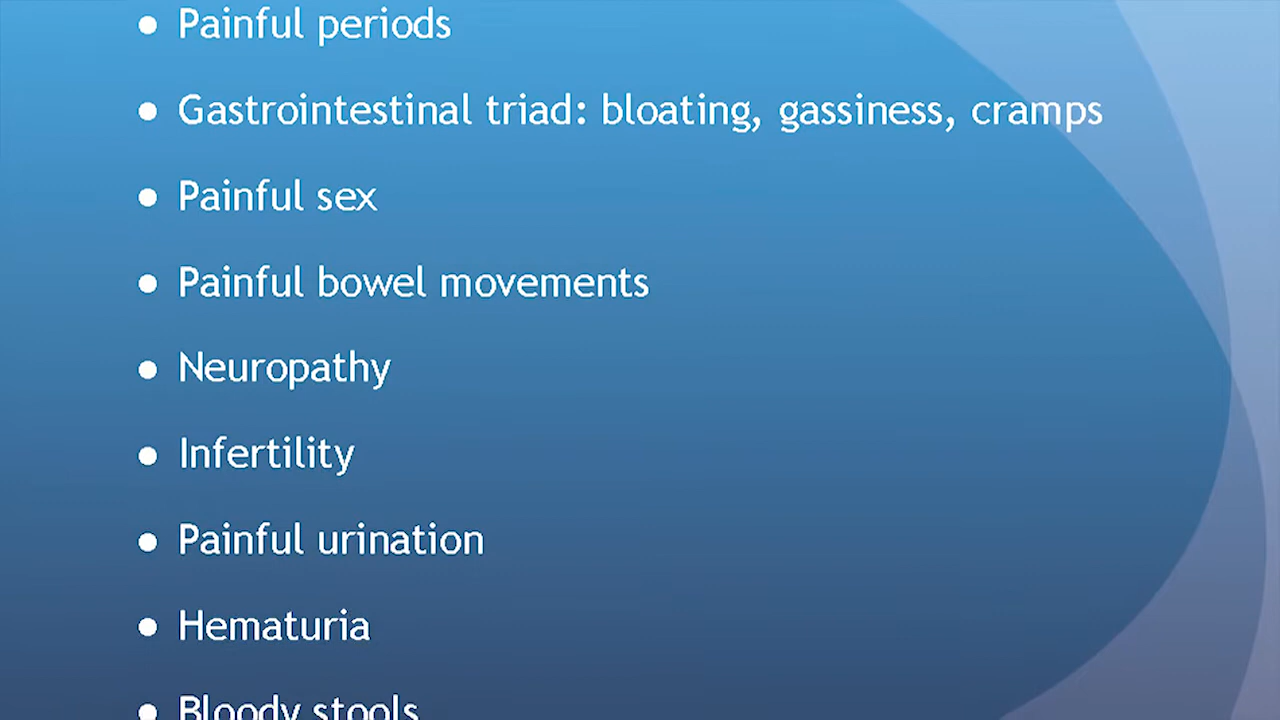 • Painful periods
• Gastrointestinal triad: bloating, gassiness, cramps
• Painful sex
• Painful bowel movements
• Neuropathy
• Infertility
• Painful urination
• Hematuria
• Bloody stools